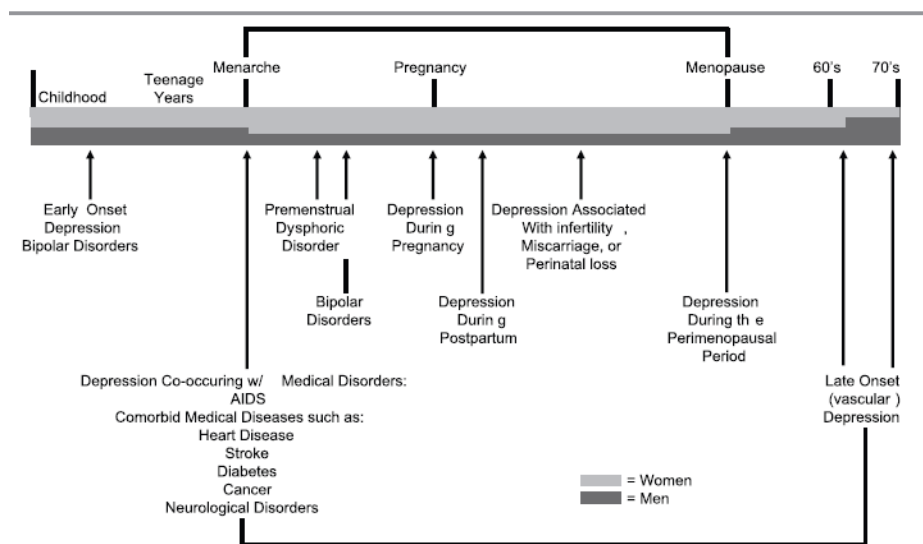 Menarche
Pregnancy
Menopause
60's
70's
Teenage
Years
Childhood
Early Onset
Depression
Bipolar Disorders
Premenstrual
Dysphoric
Disorder
Bipolar
Disorders
Depression
Durin g
Pregnancy
Depression
Durin g
Postpartum
Depression Associated
With infertility ,
Miscarriage, or
Perinatal loss
Depression
During th e
Perimenopausal
Period
Depression Co-occuring w/ Medical Disorders:
AIDS
Comorbid Medical Diseases such as:
Heart Disease
Stroke
Diabetes
Cancer
Neurological Disorders
Late Onset
(vascular )
Depression
= Women
= Men